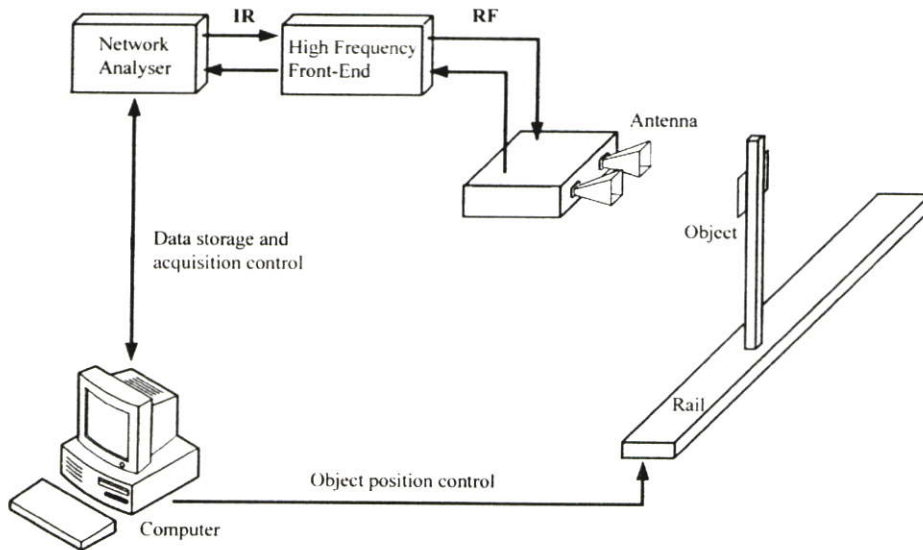 IR
RF
Network
Analyser
High Frequency
Front-End
Antenna
Object
Data storage and
acquisition control
Rail
Object position control
Computer